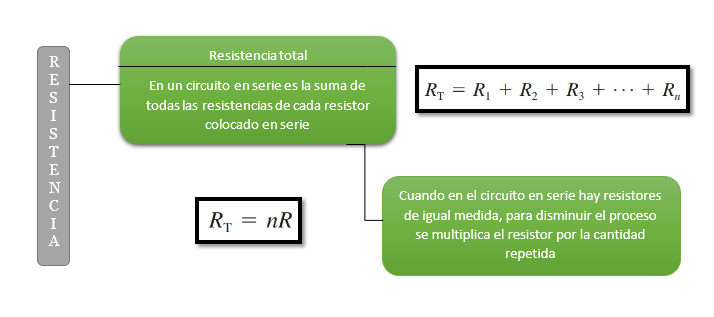 RESISTENCIA
Resistencia total
En un circuito en serie es la suma de
todas las resistencias de cada resistor
colocado en serie
R_T = R_1 + R_2 + R_3 + ··· + R_n
Cuando en el circuito en serie hay resistores
de igual medida, para disminuir el proceso
se multiplica el resistor por la cantidad
repetida
R_T = nR